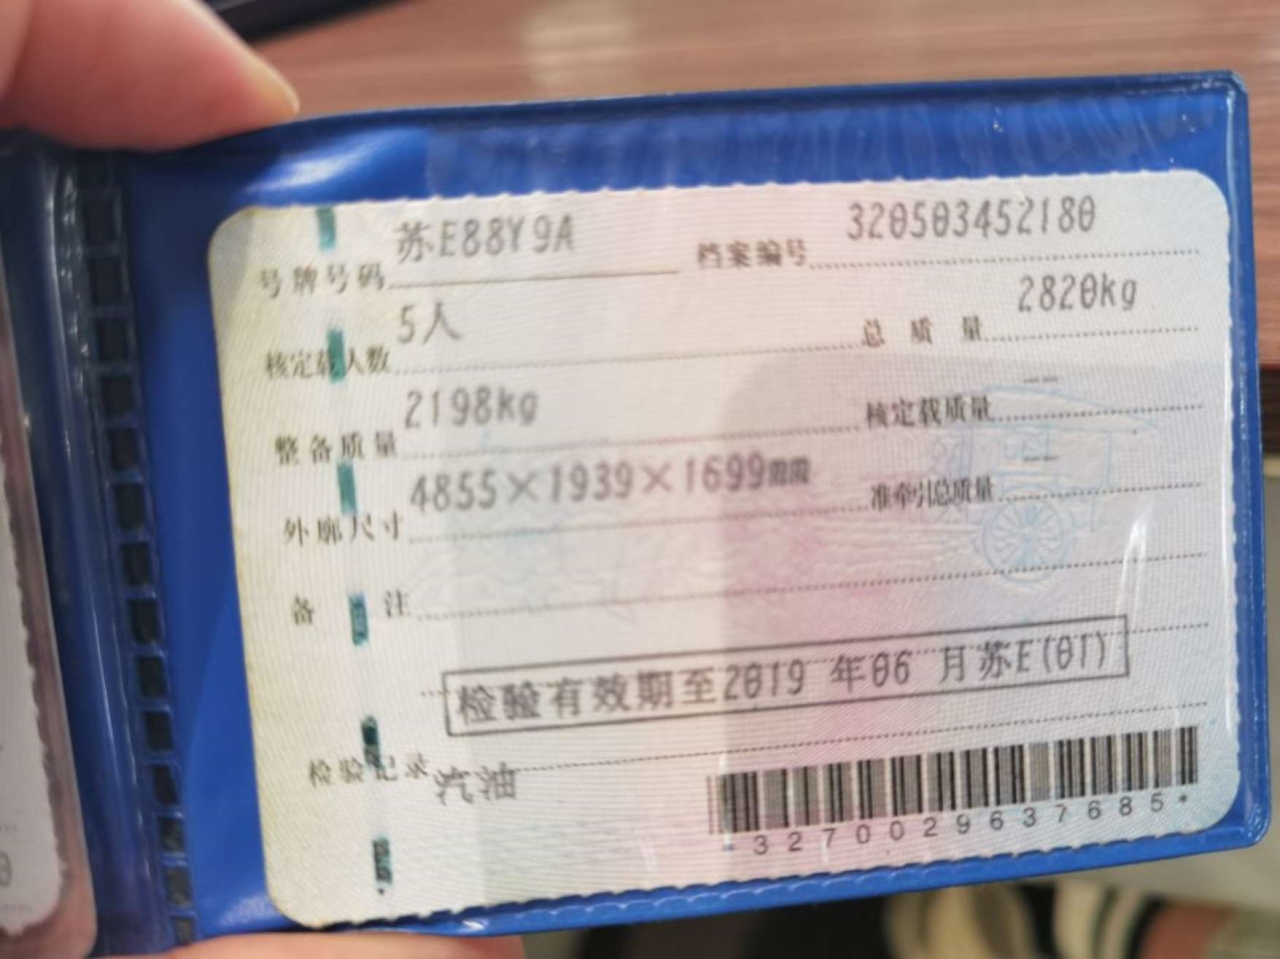 号牌号码 苏E88Y9A 档案编号 320503452180
核定载人数 5人 总质量 2820kg
整备质量 2198kg 核定载质量 --
外廓尺寸 4855×1939×1699mm 准牵引总质量 --
备注
检验有效期至2019 年06 月苏E(01)
检验记录 汽油
*3270029637685*